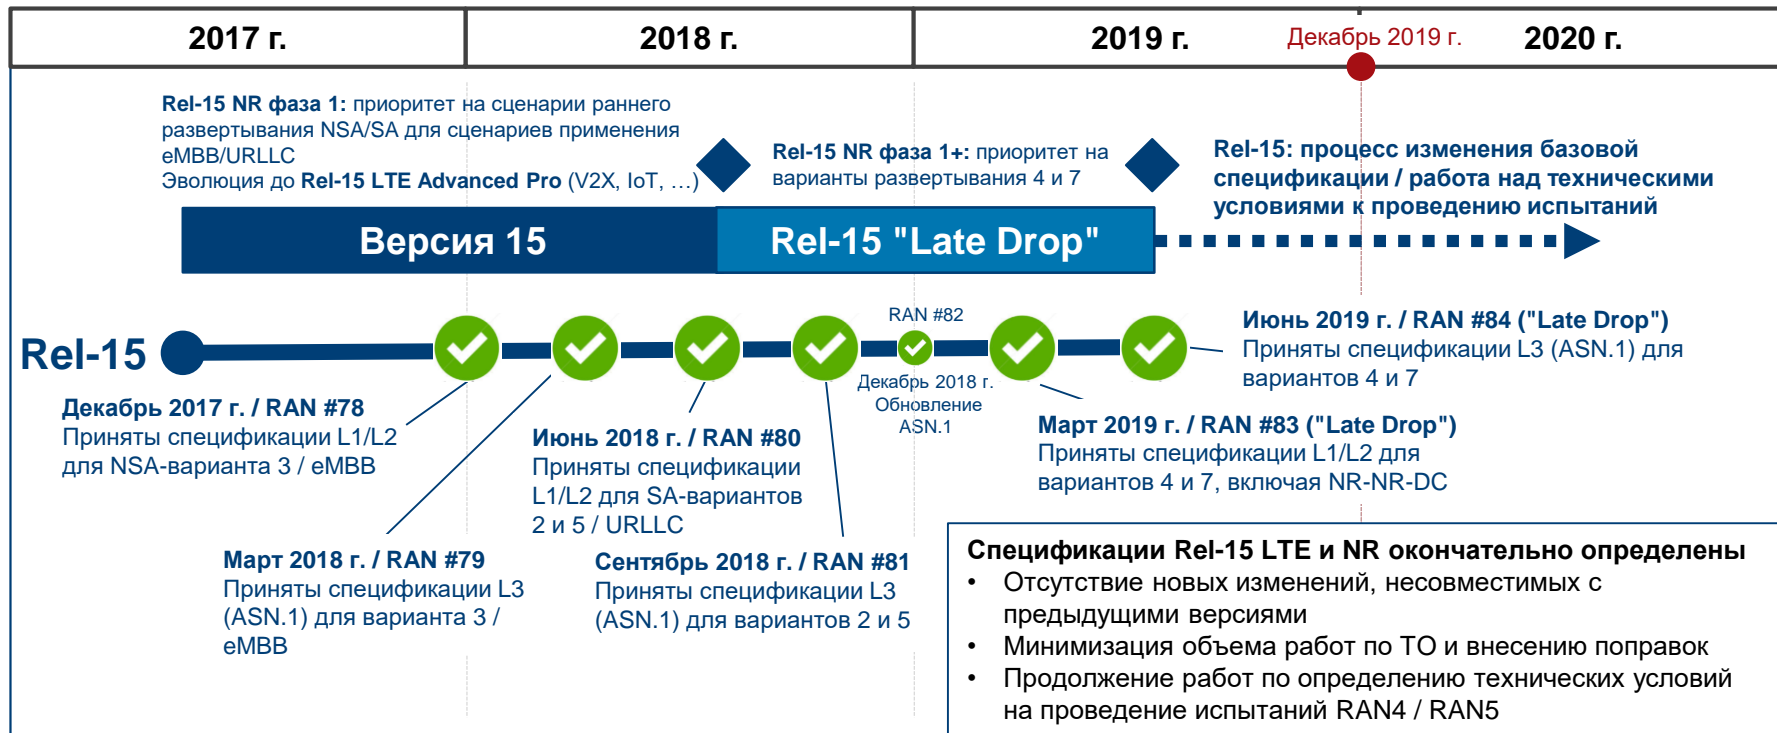 2017 г.
2018 г.
2019 г.
Декабрь 2019 г.
2020 г.
Rel-15 NR фаза 1: приоритет на сценарии раннего
развертывания NSA/SA для сценариев применения
eMBB/URLLC
Эволюция до Rel-15 LTE Advanced Pro (V2X, IoT, …)
Rel-15 NR фаза 1+: приоритет на
варианты развертывания 4 и 7
Rel-15: процесс изменения базовой
спецификации / работа над техническими
условиями к проведению испытаний
Версия 15
Rel-15 "Late Drop"
Rel-15
RAN #82
Декабрь 2018 г.
Обновление
ASN.1
Июнь 2019 г. / RAN #84 ("Late Drop")
Приняты спецификации L3 (ASN.1) для
вариантов 4 и 7
Декабрь 2017 г. / RAN #78
Приняты спецификации L1/L2
для NSA-варианта 3 / eMBB
Июнь 2018 г. / RAN #80
Приняты спецификации
L1/L2 для SA-вариантов
2 и 5 / URLLC
Март 2019 г. / RAN #83 ("Late Drop")
Приняты спецификации L1/L2 для
вариантов 4 и 7, включая NR-NR-DC
Март 2018 г. / RAN #79
Приняты спецификации L3
(ASN.1) для варианта 3 /
eMBB
Сентябрь 2018 г. / RAN #81
Приняты спецификации L3
(ASN.1) для вариантов 2 и 5
Спецификации Rel-15 LTE и NR окончательно определены
• Отсутствие новых изменений, несовместимых с
предыдущими версиями
• Минимизация объема работ по ТО и внесению поправок
• Продолжение работ по определению технических условий
на проведение испытаний RAN4 / RAN5